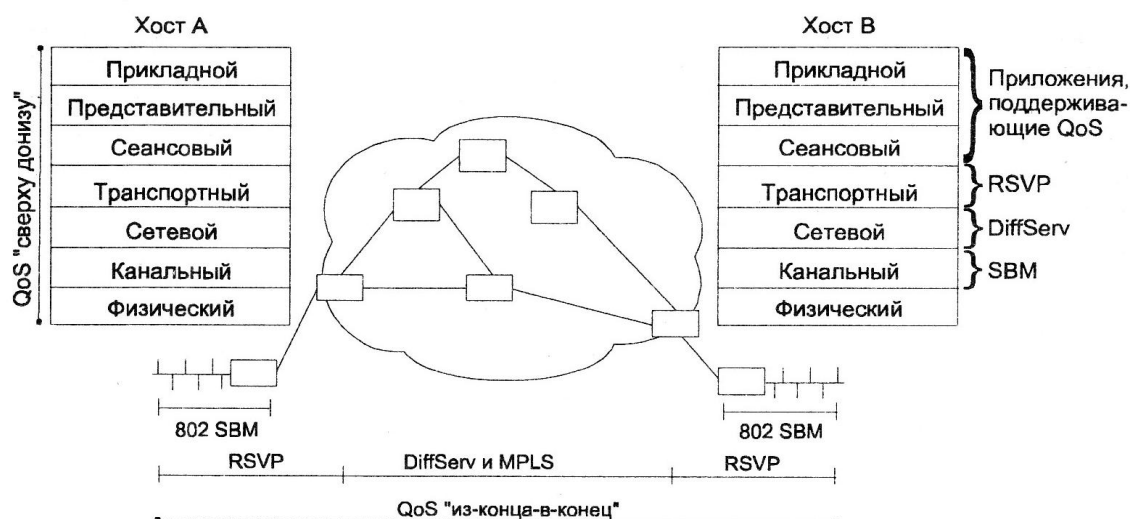 Хост А
Хост В
QoS "сверху донизу"
Прикладной
Представительный
Сеансовый
Транспортный
Сетевой
Канальный
Физический
Прикладной
Представительный
Сеансовый
Транспортный
Сетевой
Канальный
Физический
Приложения,
поддержива-
ющие QoS
RSVP
DiffServ
SBM
802 SBM
802 SBM
RSVP
DiffServ и MPLS
RSVP
QoS "из-конца-в-конец"